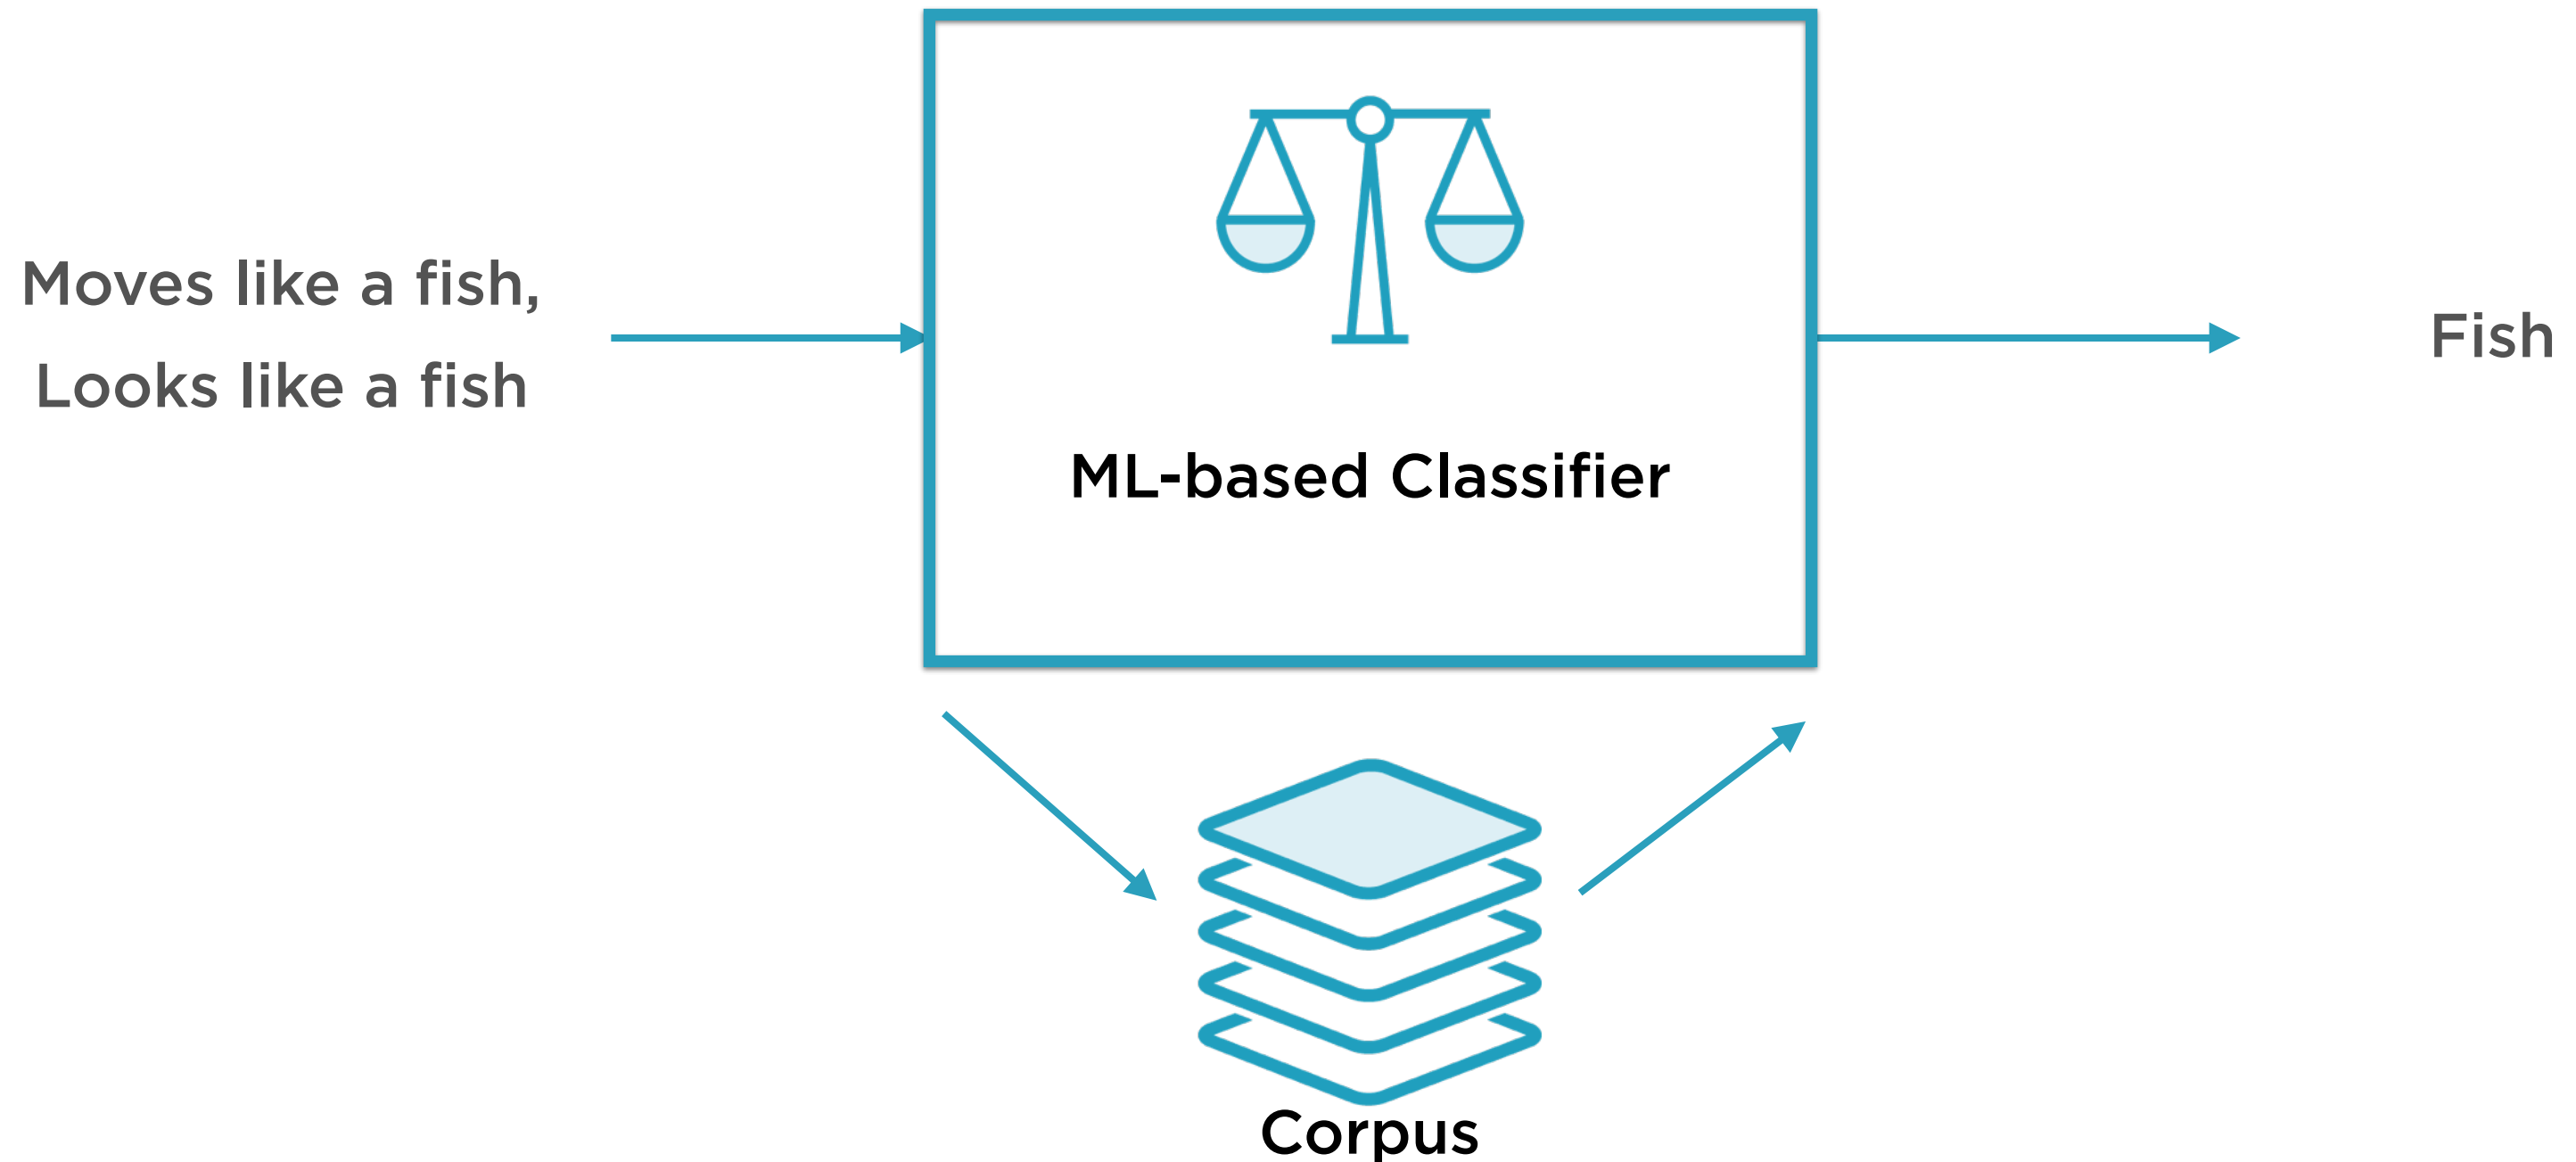 Moves like a fish,
Looks like a fish
ML-based Classifier
Fish
Corpus